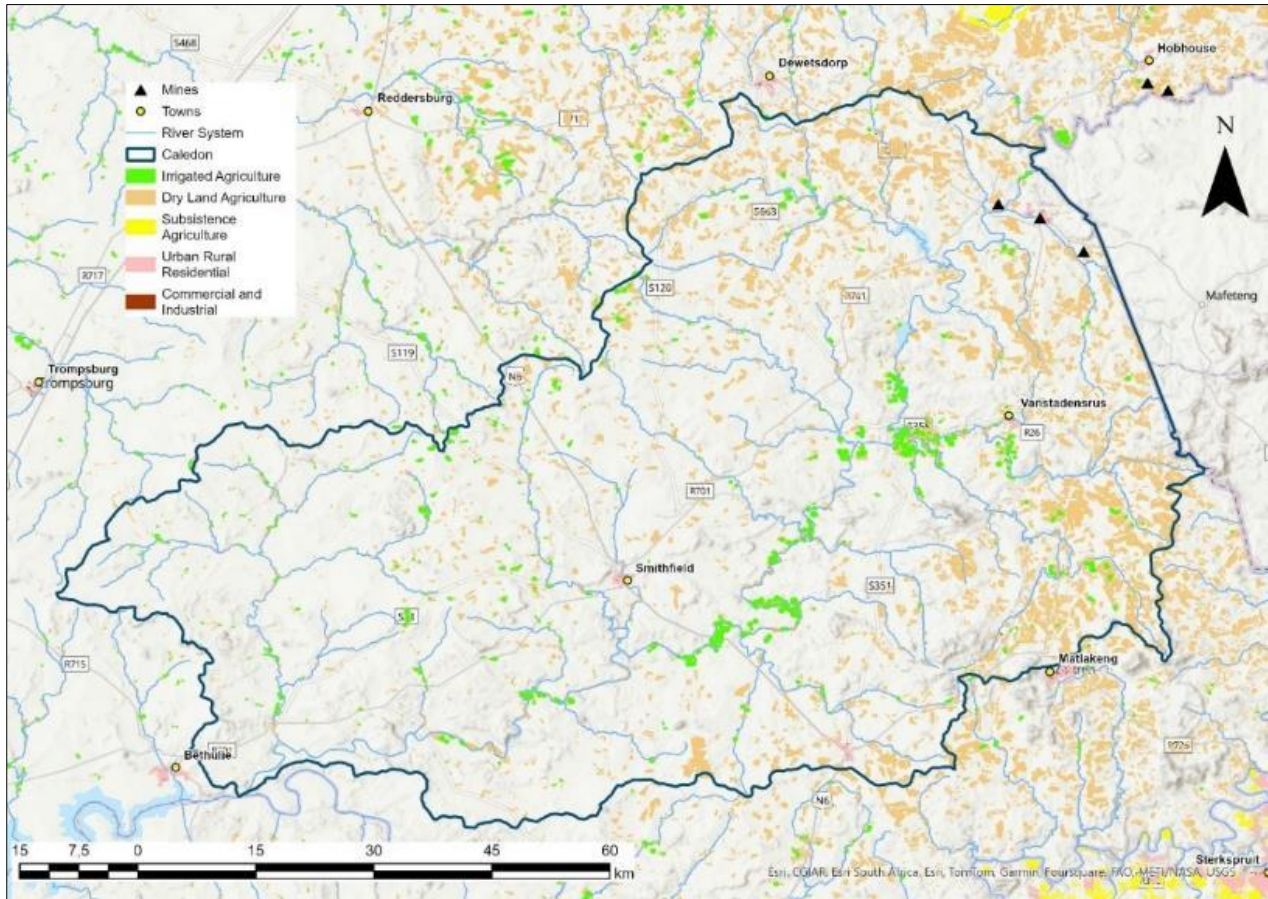 S468
Hobhouse
Dewetsdorp
Mines
Towns
Reddersburg
River System
N
Caledon
Irrigated Agriculture
Dry Land Agriculture
Subsistence
Agriculture
S663
Urban Rural
Residential
R717
S120
Commercial and
Industrial
Mafeteng
S119
Trompsburg
N6
Vanstadensrus
R26
R701
Smithfield
S351
R715
Matlakeng
R726
Bethulie
N6
15 7,5 0 15 30 45 60
km
Sterkspruit
Esri, CGIAR, Esri South Africa, Esri, TomTom, Garmin, Foursquare, FAO, METI/NASA, USGS